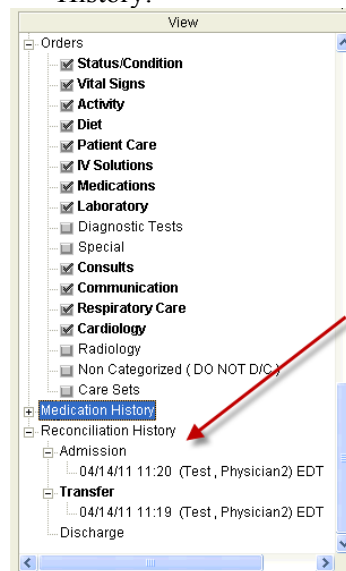 History.
View
Orders
Status/Condition
Vital Signs
Activity
Diet
Patient Care
IV Solutions
Medications
Laboratory
Diagnostic Tests
Special
Consults
Communication
Respiratory Care
Cardiology
Radiology
Non Categorized ( DO NOT D/C )
Care Sets
Medication History
Reconciliation History
Admission
04/14/11 11:20 (Test , Physician2) EDT
Transfer
04/14/11 11:19 (Test , Physician2) EDT
Discharge